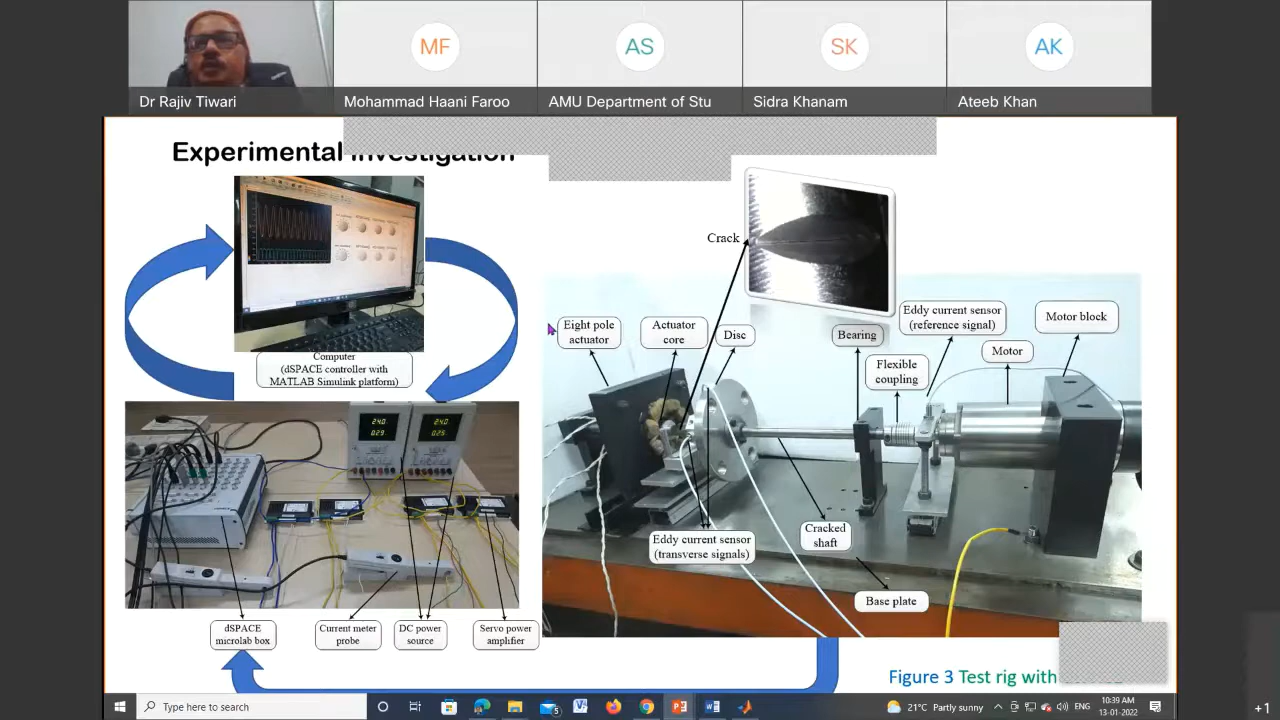 MF
AS
SK
AK
Dr Rajiv Tiwari
Mohammad Haani Faroo
AMU Department of Stu
Sidra Khanam
Ateeb Khan
Experimental Investigation
Crack
Eight pole
actuator
Actuator
core
Disc
Bearing
Eddy current sensor
(reference signal)
Motor block
Flexible
coupling
Motor
Computer
(dSPACE controller with
MATLAB Simulink platform)
Eddy current sensor
(transverse signals)
Cracked
shaft
Base plate
dSPACE
microlab box
Current meter
probe
DC power
source
Servo power
amplifier
Figure 3 Test rig with
Type here to search
5
21°C Partly sunny
ENG
10:39 AM
13-01-2022
+1